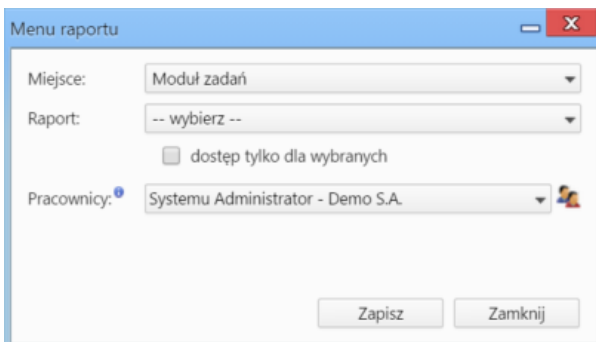 Menu raportu
Miejsce: Moduł zadań
Raport: -- wybierz --
dostęp tylko dla wybranych
Pracownicy: Systemu Administrator - Demo S.A.
Zapisz Zamknij